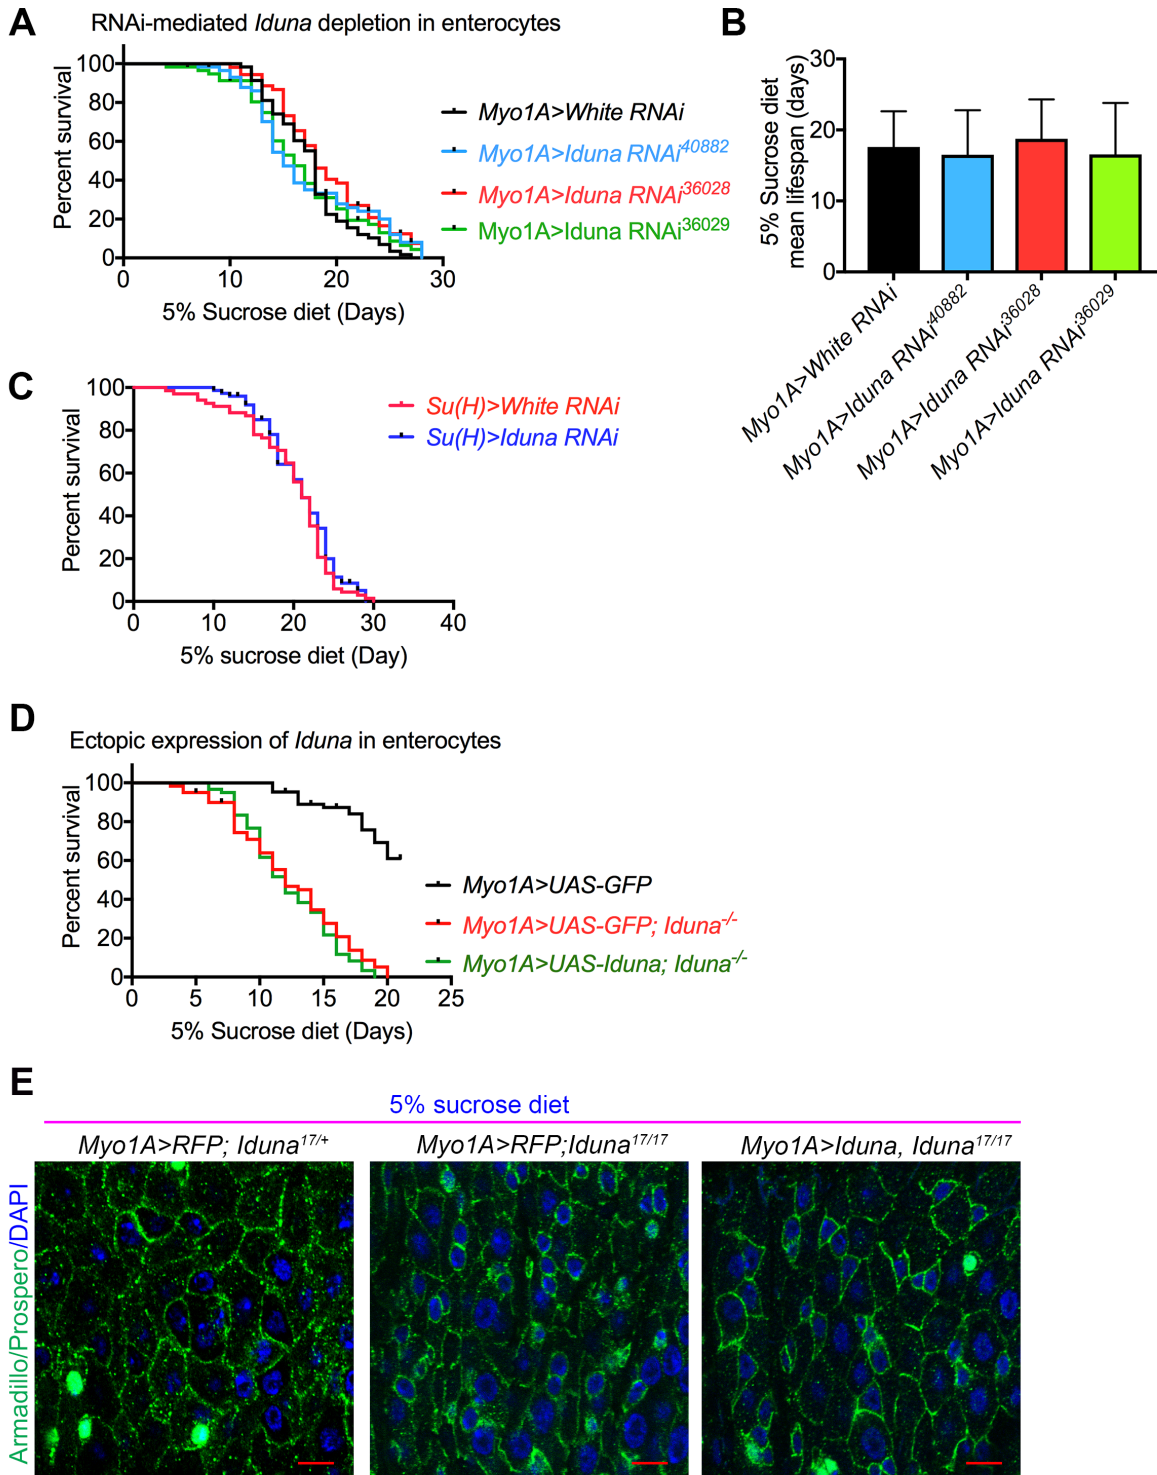 A
RNAi-mediated Iduna depletion in enterocytes
Percent survival
100
80
60
40
20
0
0 10 20 30
5% Sucrose diet (Days)
Myo1A>White RNAi
Myo1A>Iduna RNAi40882
Myo1A>Iduna RNAi36028
Myo1A>Iduna RNAi36029
B
5% Sucrose diet
mean lifespan (days)
30
20
10
0
Myo1A>White RNAi
Myo1A>Iduna RNAi40882
Myo1A>Iduna RNAi36028
Myo1A>Iduna RNAi36029
C
Percent survival
100
80
60
40
20
0
0 10 20 30 40
5% sucrose diet (Day)
Su(H)>White RNAi
Su(H)>Iduna RNAi
D
Ectopic expression of Iduna in enterocytes
Percent survival
100
80
60
40
20
0
0 5 10 15 20 25
5% Sucrose diet (Days)
Myo1A>UAS-GFP
Myo1A>UAS-GFP; Iduna-/-
Myo1A>UAS-Iduna; Iduna-/-
E
5% sucrose diet
Myo1A>RFP; Iduna17/+
Myo1A>RFP;Iduna17/17
Myo1A>Iduna, Iduna17/17
Armadillo/Prospero/DAPI